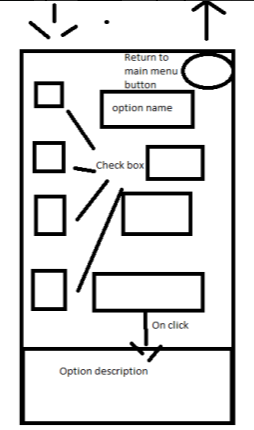 Return to
main menu
button
option name
Check box
On click
Option description